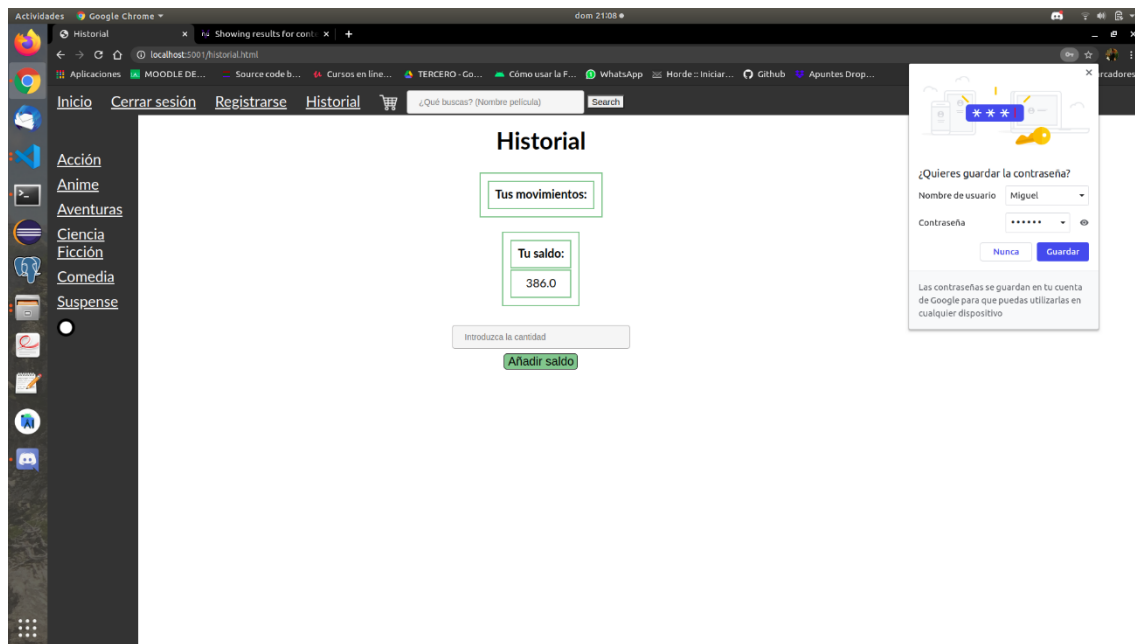 Actividades Google Chrome ▾ dom 21:08 ●
Historial × Showing results for cont × +
localhost:5001/historial.html
Aplicaciones MOODLE DE... Source code b... Cursos en líne... TERCERO - Go... Cómo usar la F... WhatsApp Horde :: Iniciar... Github Apuntes Drop... arcadores
Inicio Cerrar sesión Registrarse Historial ¿Qué buscas? (Nombre película) Search
Acción
Anime
Aventuras
Ciencia
Ficción
Comedia
Suspense
Historial
Tus movimientos:
Tu saldo:
386.0
Introduzca la cantidad
Añadir saldo
¿Quieres guardar la contraseña?
Nombre de usuario Miguel
Contraseña ••••••
Nunca Guardar
Las contraseñas se guardan en tu cuenta
de Google para que puedas utilizarlas en
cualquier dispositivo